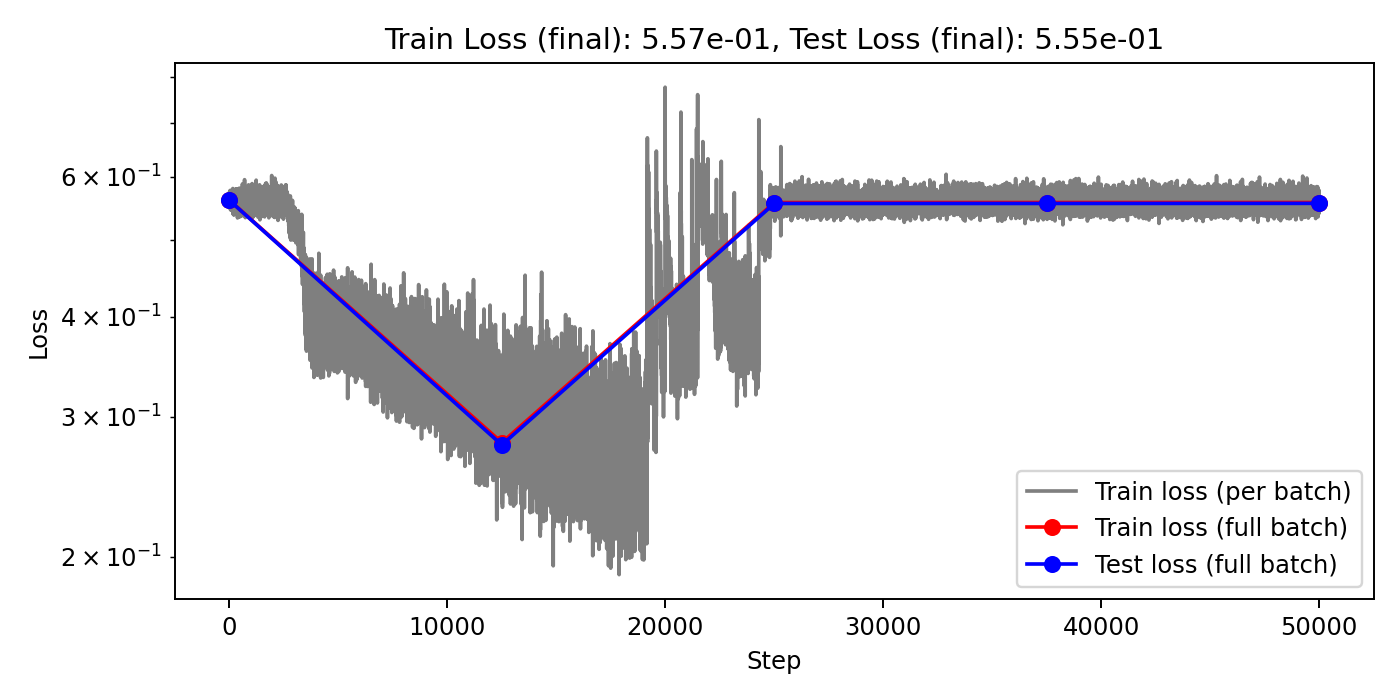 Train Loss (final): 5.57e-01, Test Loss (final): 5.55e-01
6 × 10⁻¹
4 × 10⁻¹
3 × 10⁻¹
2 × 10⁻¹
Loss
Train loss (per batch)
Train loss (full batch)
Test loss (full batch)
0 10000 20000 30000 40000 50000
Step